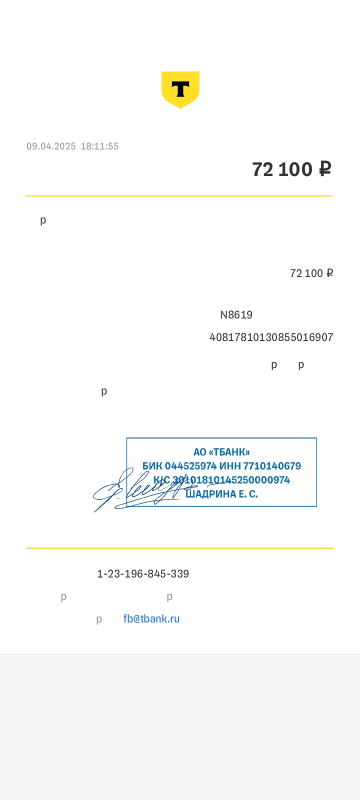 T
09.04.2025 18:11:55
72 100 ₽
р
72 100 ₽
N8619
40817810130855016907
р р
р
АО «ТБАНК»
БИК 044525974 ИНН 7710140679
К/С 30101810145250000974
ШАДРИНА Е. С.
1-23-196-845-339
р р
р fb@tbank.ru